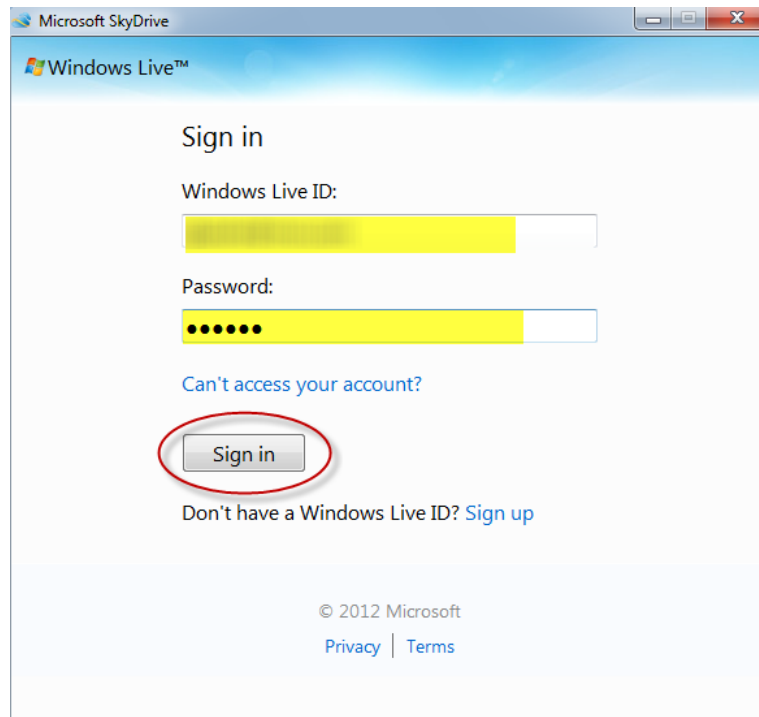 Microsoft SkyDrive
Windows Live™
Sign in
Windows Live ID:
Password:
●●●●●●
Can't access your account?
Sign in
Don't have a Windows Live ID? Sign up
© 2012 Microsoft
Privacy | Terms